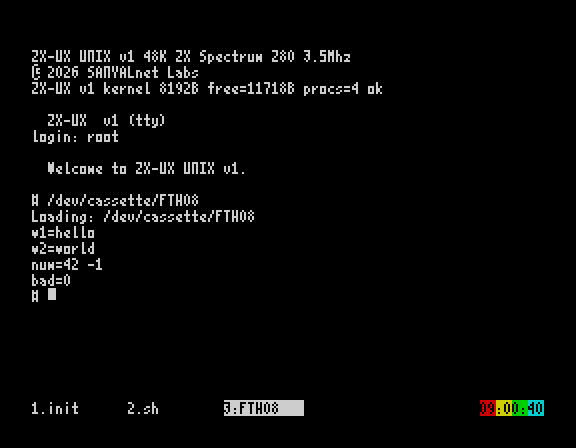 ZX-UX UNIX v1 48K ZX Spectrum Z80 3.5Mhz
© 2026 SANYALnet Labs
ZX-UX v1 kernel 8192B free=11718B procs=4 ok
ZX-UX v1 (tty)
login: root
Welcome to ZX-UX UNIX v1.
# /dev/cassette/FTH08
Loading: /dev/cassette/FTH08
w1=hello
w2=world
num=42 -1
bad=0
#
1.init 2.sh 3.FTH08 09:00:40